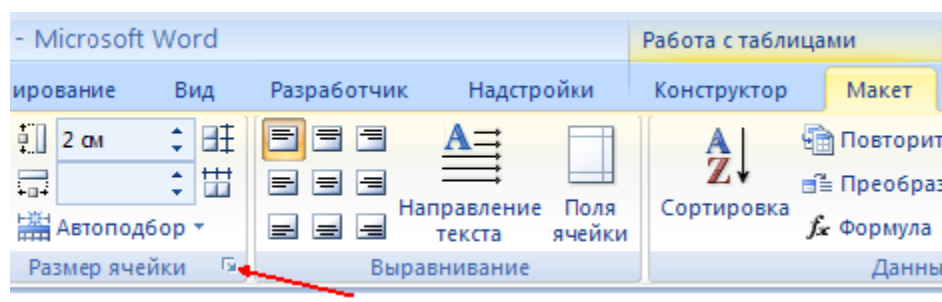 - Microsoft Word Работа с таблицами
ирование Вид Разработчик Надстройки Конструктор Макет
2 см
Автоподбор
Размер ячейки
Направление текста
Поля ячейки
Выравнивание
A
Я
Сортировка
Повторит
Преобраз
fx Формула
Данны